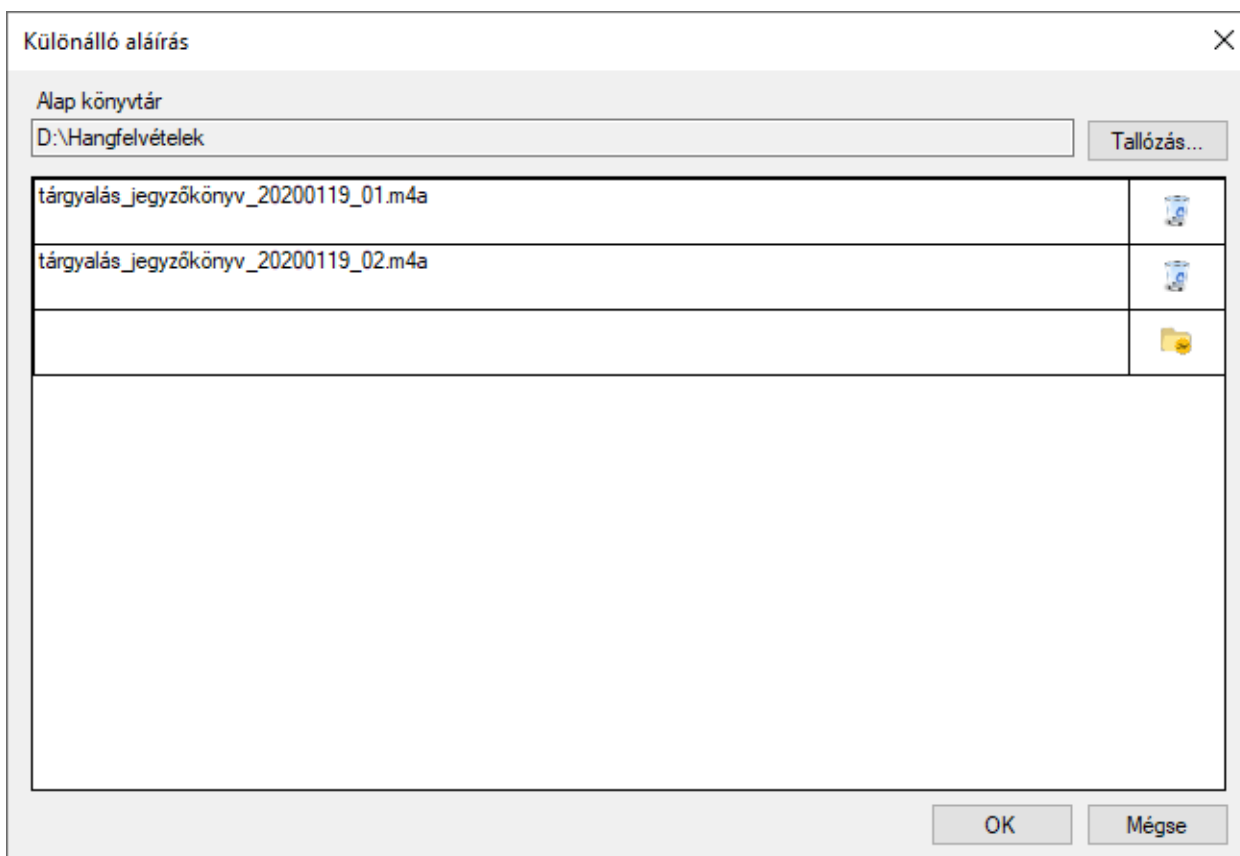 Különálló aláírás
Alap könyvtár
D:\Hangfelvételek
Tallózás...
tárgyalás_jegyzőkönyv_20200119_01.m4a
tárgyalás_jegyzőkönyv_20200119_02.m4a
OK
Mégse